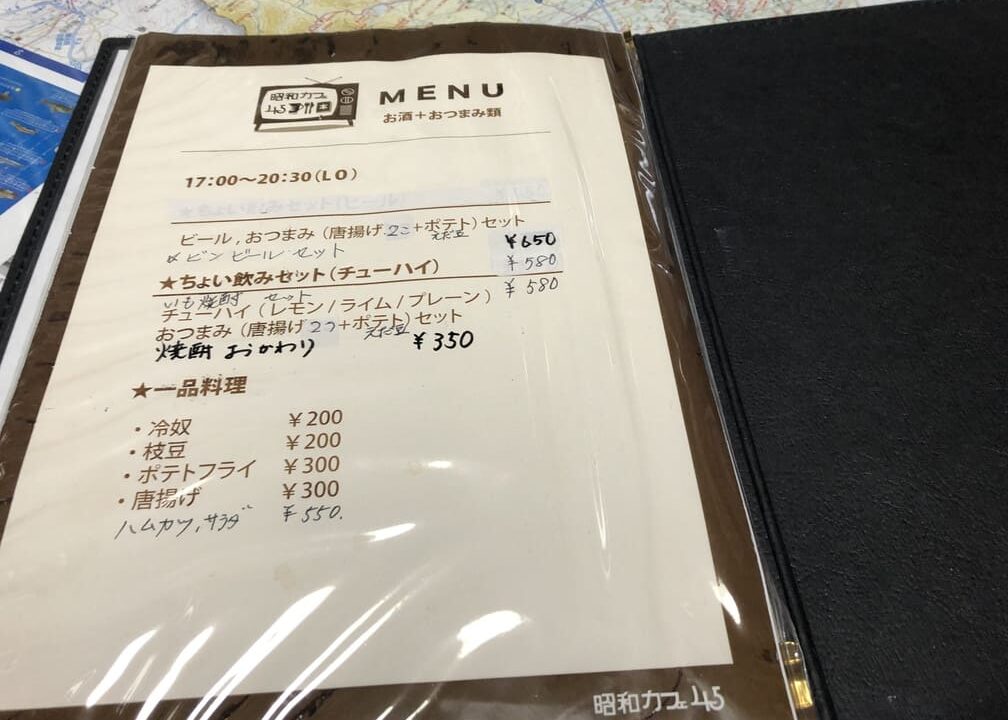 昭和カフェ
45
MENU
お酒+おつまみ類
17:00～20:30(LO)
ビール,おつまみ(唐揚げ2コ+ポテト)セット
えだ豆
¥650
ビンビール セット
¥580
★ちょい飲みセット(チューハイ)
いも焼酎 セット
¥580
チューハイ(レモン/ライム/プレーン)
おつまみ(唐揚げ2つ+ポテト)セット
えだ豆
焼酎 おかわり ¥350
★一品料理
・冷奴 ¥200
・枝豆 ¥200
・ポテトフライ ¥300
・唐揚げ ¥300
ハムカツ,サラダ ¥550.
昭和カフェ45